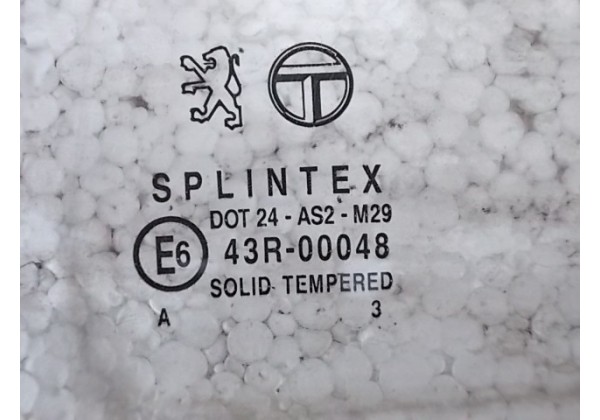 SPLINTEX
DOT 24 - AS2 - M29
E6 43R-00048
SOLID TEMPERED
A 3